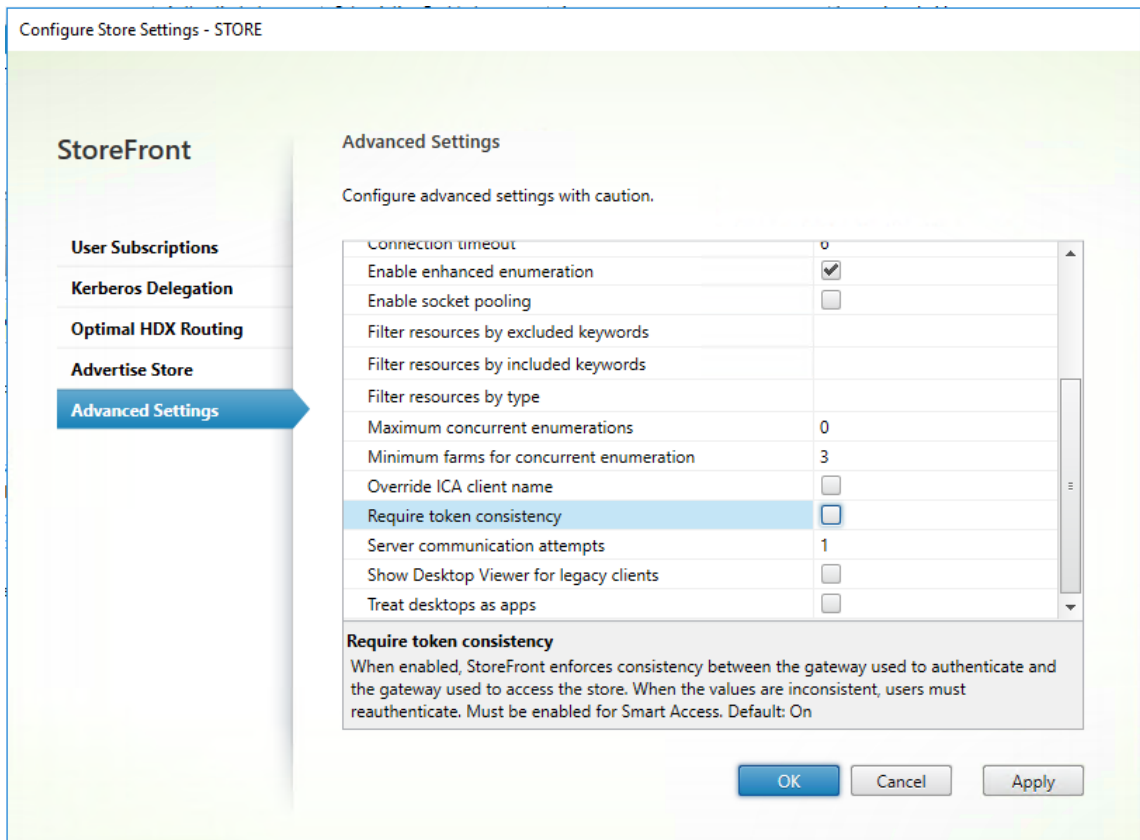 Configure Store Settings - STORE
StoreFront
User Subscriptions
Kerberos Delegation
Optimal HDX Routing
Advertise Store
Advanced Settings
Advanced Settings
Configure advanced settings with caution.
Connection timeout 6
Enable enhanced enumeration
Enable socket pooling
Filter resources by excluded keywords
Filter resources by included keywords
Filter resources by type
Maximum concurrent enumerations 0
Minimum farms for concurrent enumeration 3
Override ICA client name
Require token consistency
Server communication attempts 1
Show Desktop Viewer for legacy clients
Treat desktops as apps
Require token consistency
When enabled, StoreFront enforces consistency between the gateway used to authenticate and
the gateway used to access the store. When the values are inconsistent, users must
reauthenticate. Must be enabled for Smart Access. Default: On
OK Cancel Apply